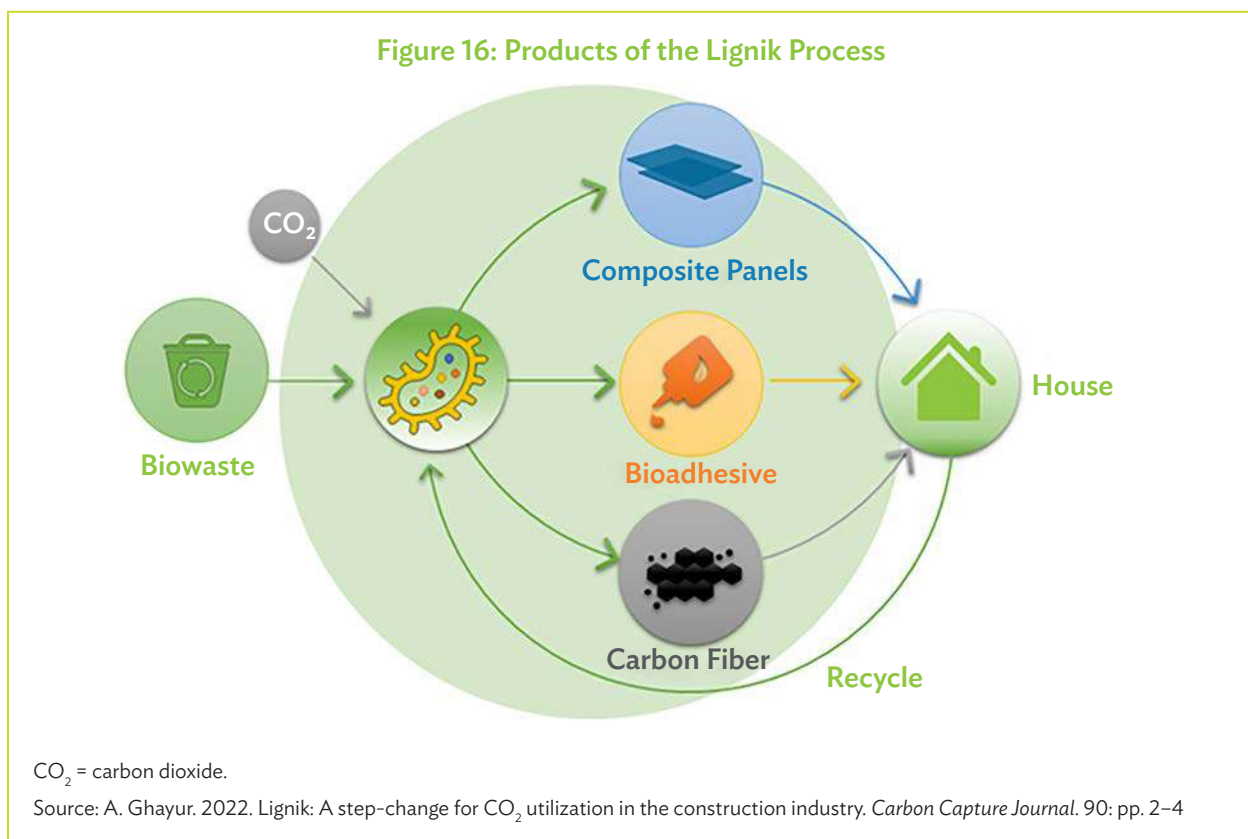 Figure 16: Products of the Lignik Process
CO₂
Composite Panels
Biowaste
Bioadhesive
House
Carbon Fiber
Recycle
CO₂ = carbon dioxide.
Source: A. Ghayur. 2022. Lignik: A step-change for CO₂ utilization in the construction industry. Carbon Capture Journal. 90: pp. 2–4